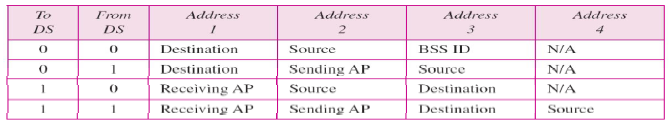 To From Address Address Address Address
DS DS 1 2 3 4
0 0 Destination Source BSS ID N/A
0 1 Destination Sending AP Source N/A
1 0 Receiving AP Source Destination N/A
1 1 Receiving AP Sending AP Destination Source